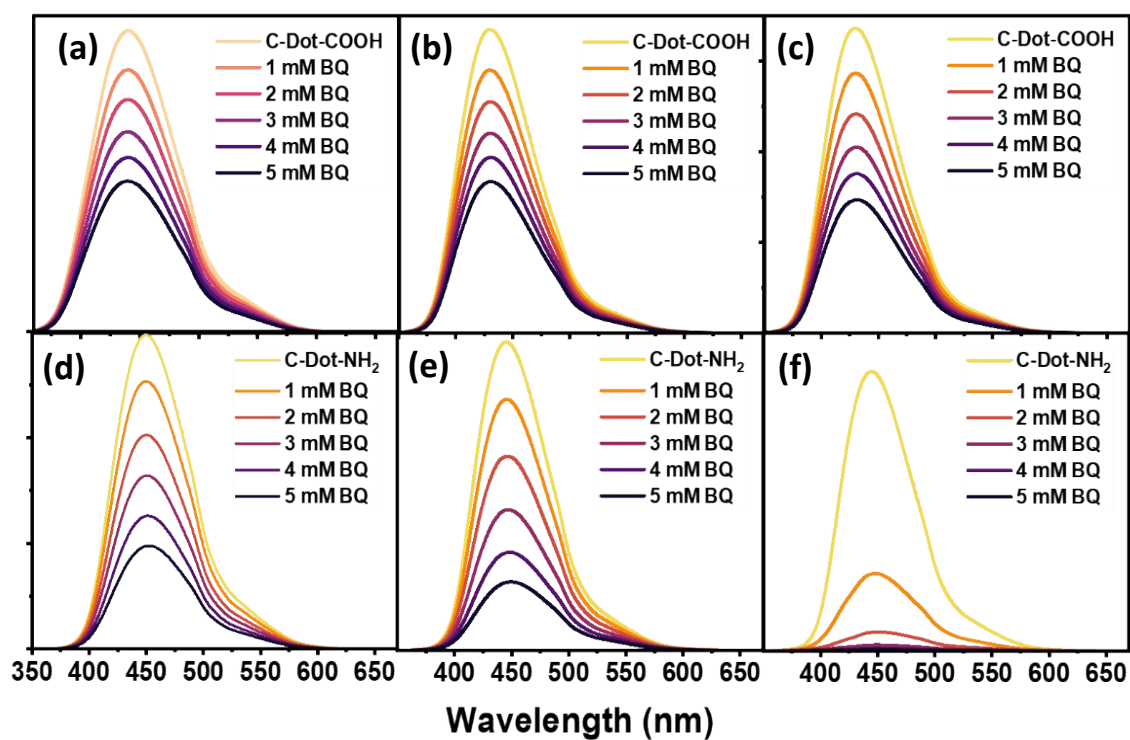 (a)
C-Dot-COOH
1 mM BQ
2 mM BQ
3 mM BQ
4 mM BQ
5 mM BQ
(b)
C-Dot-COOH
1 mM BQ
2 mM BQ
3 mM BQ
4 mM BQ
5 mM BQ
(c)
C-Dot-COOH
1 mM BQ
2 mM BQ
3 mM BQ
4 mM BQ
5 mM BQ
(d)
C-Dot-NH₂
1 mM BQ
2 mM BQ
3 mM BQ
4 mM BQ
5 mM BQ
(e)
C-Dot-NH₂
1 mM BQ
2 mM BQ
3 mM BQ
4 mM BQ
5 mM BQ
(f)
C-Dot-NH₂
1 mM BQ
2 mM BQ
3 mM BQ
4 mM BQ
5 mM BQ
350 400 450 500 550 600 650
400 450 500 550 600 650
400 450 500 550 600 650
Wavelength (nm)